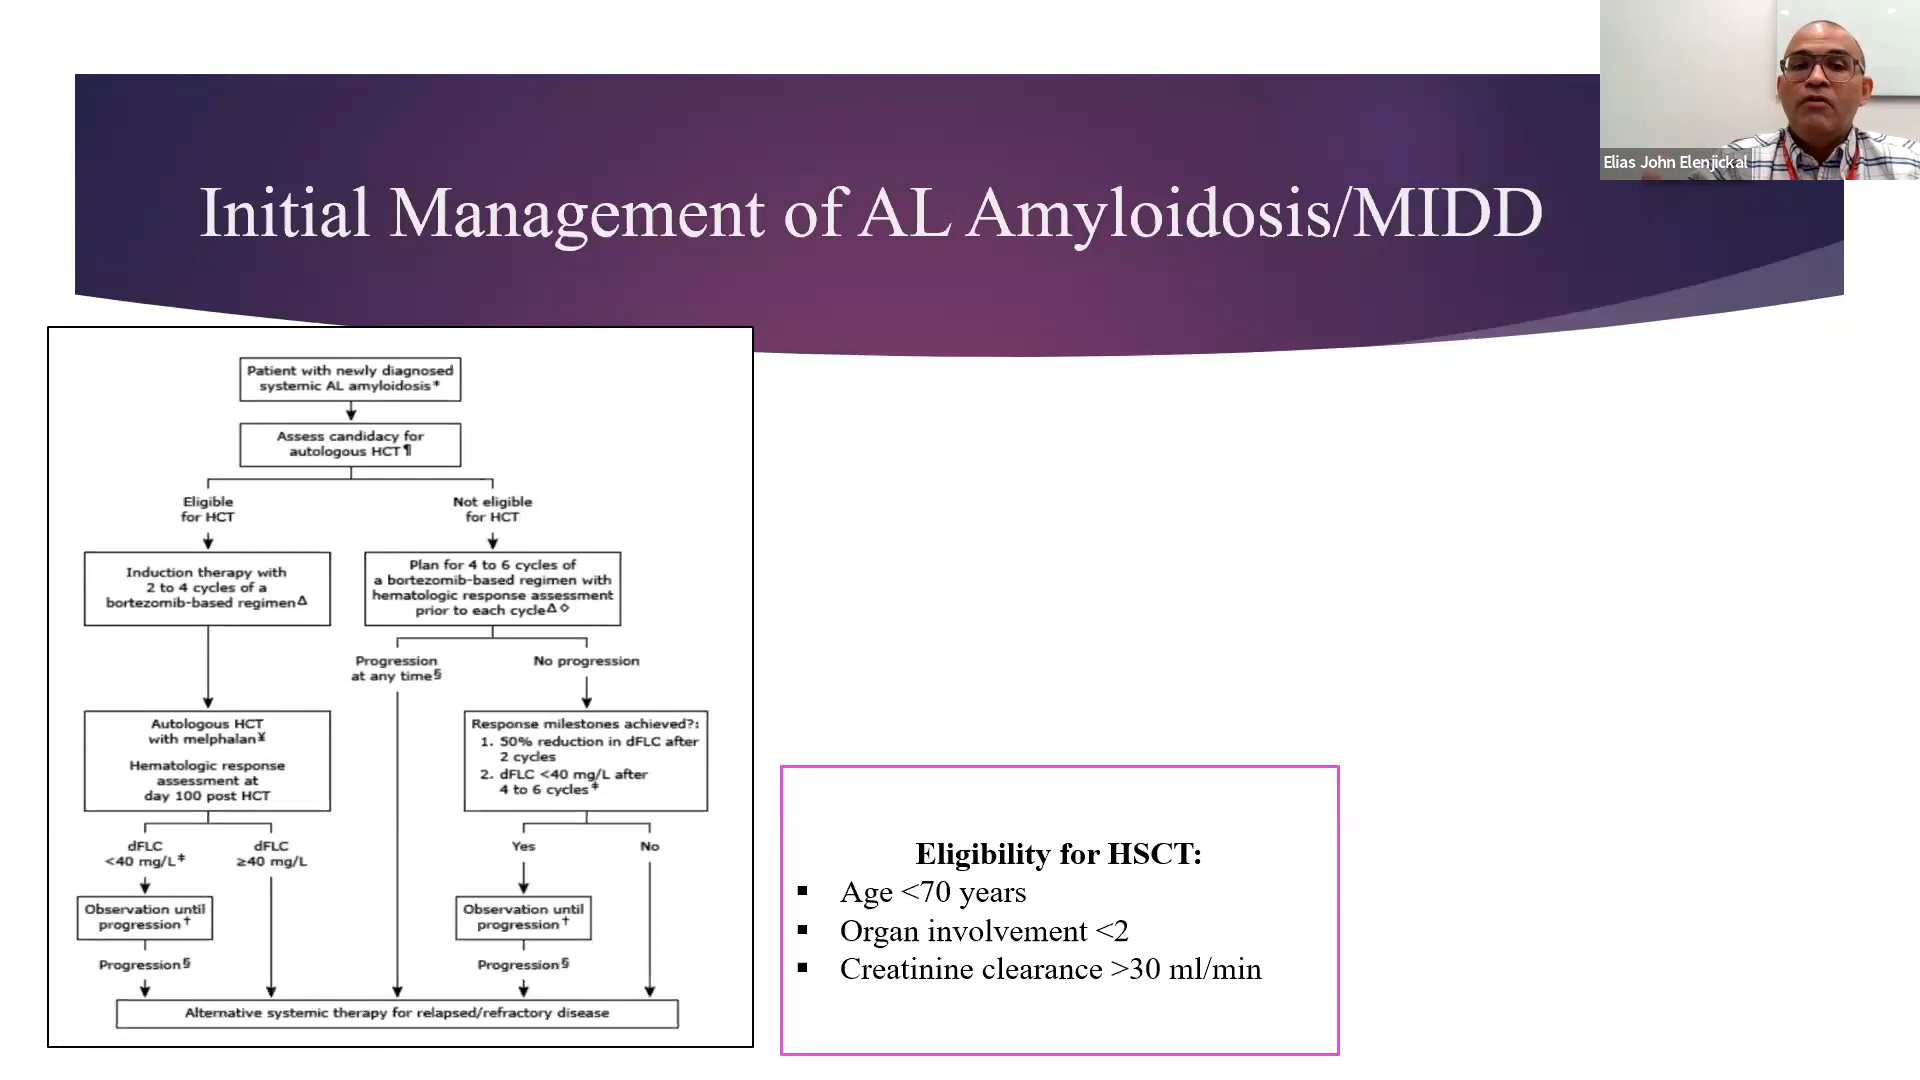 Elias John Elenjickal
Initial Management of AL Amyloidosis/MIDD
Patient with newly diagnosed
systemic AL amyloidosis*
Assess candidacy for
autologous HCT¶
Eligible
for HCT
Not eligible
for HCT
Induction therapy with
2 to 4 cycles of a
bortezomib-based regimenΔ
Plan for 4 to 6 cycles of
a bortezomib-based regimen with
hematologic response assessment
prior to each cycleΔ◇
Progression
at any time§
No progression
Autologous HCT
with melphalan¥
Hematologic response
assessment at
day 100 post HCT
Response milestones achieved?:
1. 50% reduction in dFLC after
2 cycles
2. dFLC <40 mg/L after
4 to 6 cycles‡
dFLC
<40 mg/L‡
dFLC
≥40 mg/L
Yes
No
Observation until
progression†
Observation until
progression†
Progression§
Progression§
Alternative systemic therapy for relapsed/refractory disease
Eligibility for HSCT:
▪ Age <70 years
▪ Organ involvement <2
▪ Creatinine clearance >30 ml/min